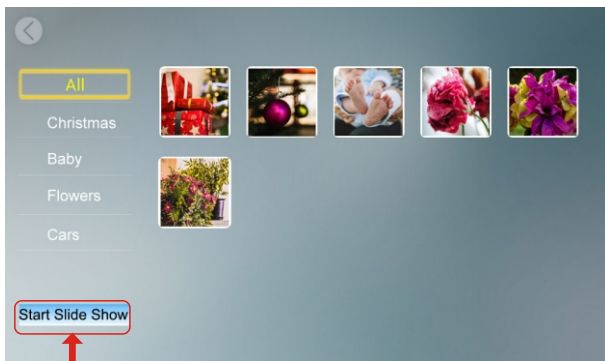 All
Christmas
Baby
Flowers
Cars
Start Slide Show